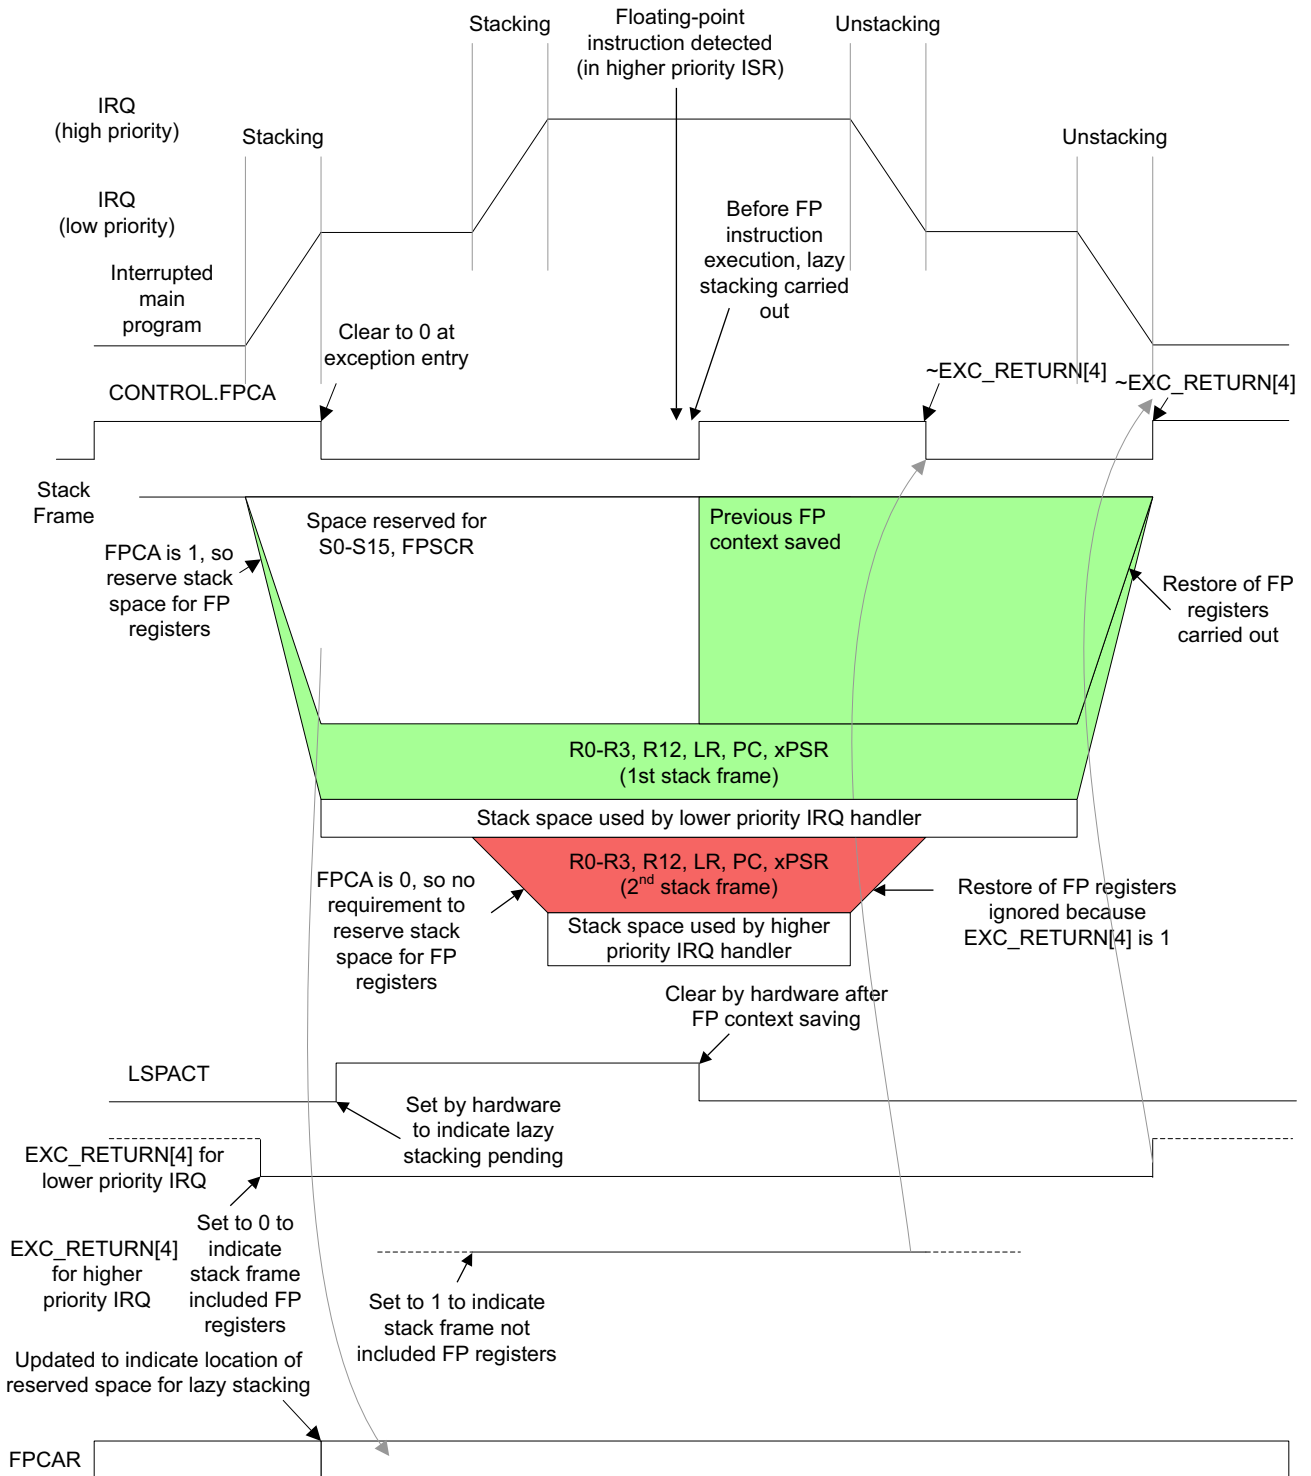 Stacking
Floating-point
instruction detected
(in higher priority ISR)
Unstacking
IRQ
(high priority)
Stacking
Unstacking
IRQ
(low priority)
Before FP
instruction
execution, lazy
stacking carried
out
Interrupted
main
program
Clear to 0 at
exception entry
~EXC_RETURN[4]
~EXC_RETURN[4]
CONTROL.FPCA
Stack
Frame
Space reserved for
S0-S15, FPSCR
Previous FP
context saved
FPCA is 1, so
reserve stack
space for FP
registers
Restore of FP
registers
carried out
R0-R3, R12, LR, PC, xPSR
(1st stack frame)
Stack space used by lower priority IRQ handler
R0-R3, R12, LR, PC, xPSR
(2nd stack frame)
FPCA is 0, so no
requirement to
reserve stack
space for FP
registers
Restore of FP registers
ignored because
EXC_RETURN[4] is 1
Stack space used by higher
priority IRQ handler
Clear by hardware after
FP context saving
LSPACT
Set by hardware
to indicate lazy
stacking pending
EXC_RETURN[4] for
lower priority IRQ
Set to 0 to
indicate
stack frame
included FP
registers
EXC_RETURN[4]
for higher
priority IRQ
Set to 1 to indicate
stack frame not
included FP registers
Updated to indicate location of
reserved space for lazy stacking
FPCAR